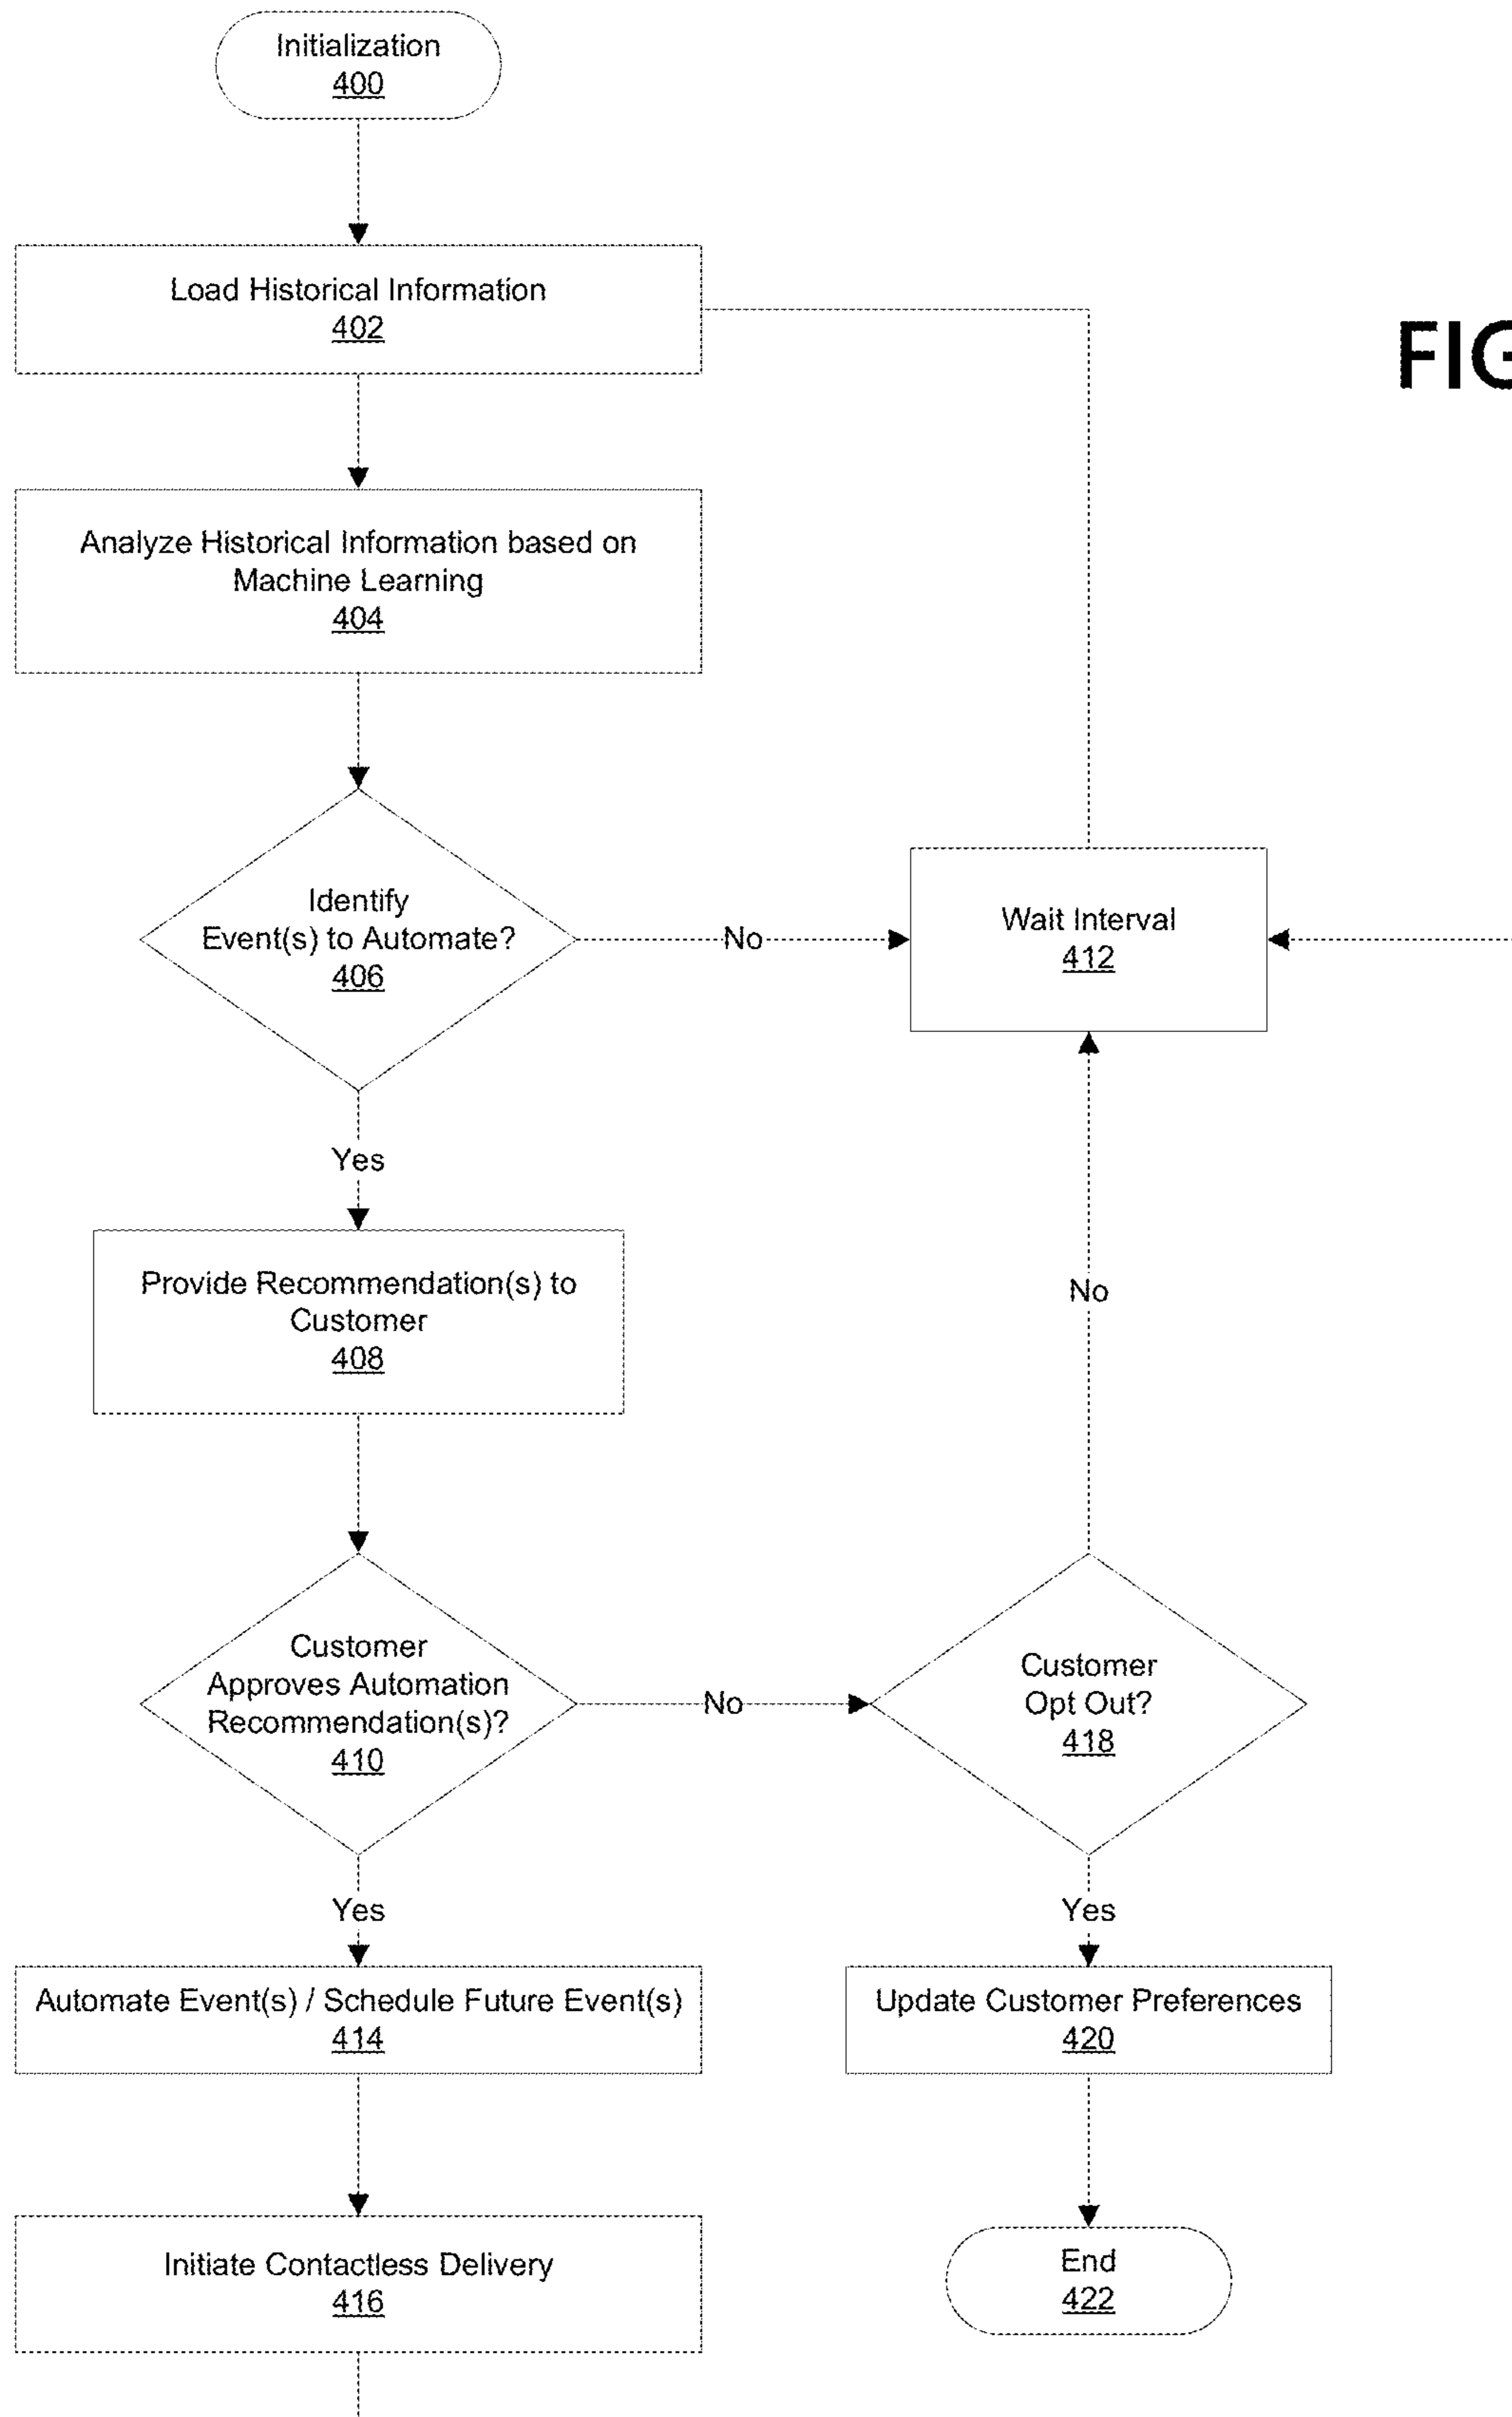 Initialization
400
Load Historical Information
402
FIG
Analyze Historical Information based on
Machine Learning
404
Identify
Event(s) to Automate?
406
No
Wait Interval
412
Yes
Provide Recommendation(s) to
Customer
408
No
Customer
Approves Automation
Recommendation(s)?
410
No
Customer
Opt Out?
418
Yes
Yes
Automate Event(s) / Schedule Future Event(s)
414
Update Customer Preferences
420
Initiate Contactless Delivery
416
End
422